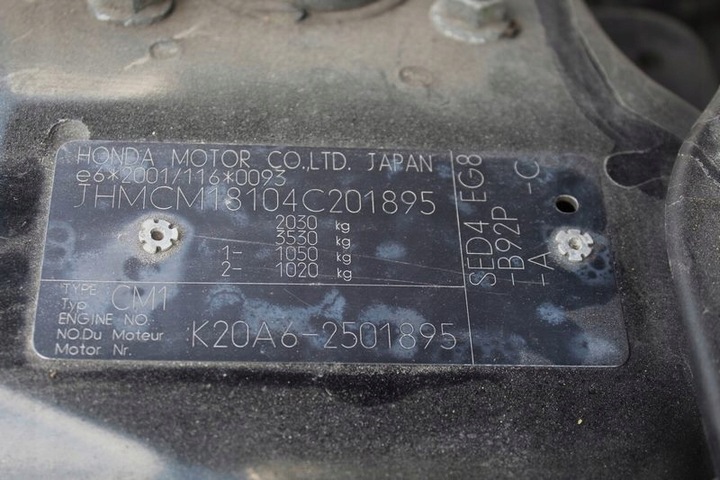 HONDA MOTOR CO.,LTD. JAPAN
e6*2001/116*0093
JHMCM18104C201895
2030 kg
3530 kg
1- 1050 kg
2- 1020 kg
TYPE
Typ CM1
ENGINE NO.
NO.Du Moteur K20A6-2501895
Motor Nr.
SED4 EG8
-B92P -C
-A